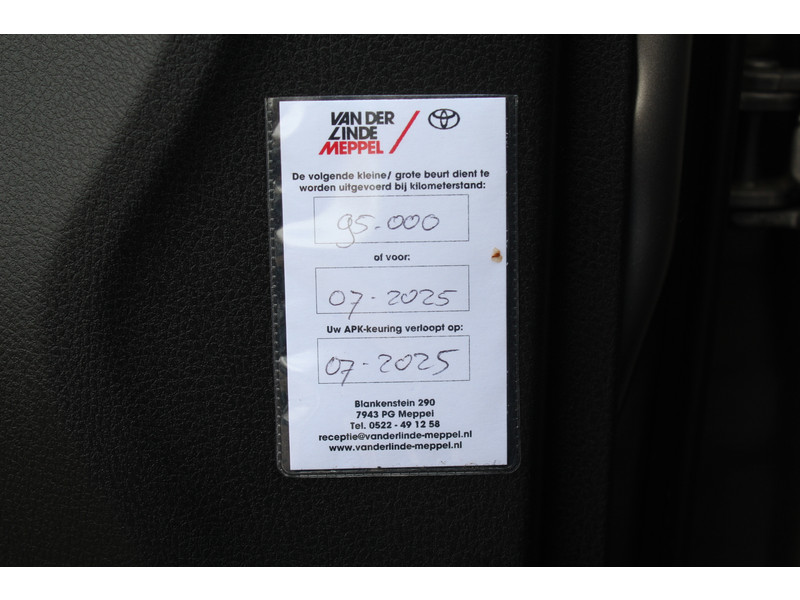 VAN DER
LINDE
MEPPEL
De volgende kleine/ grote beurt dient te
worden uitgevoerd bij kilometerstand:
95-000
of voor:
07-2025
Uw APK-keuring verloopt op:
07-2025
Blankenstein 290
7943 PG Meppel
Tel. 0522 - 49 12 58
receptie@vanderlinde-meppel.nl
www.vanderlinde-meppel.nl